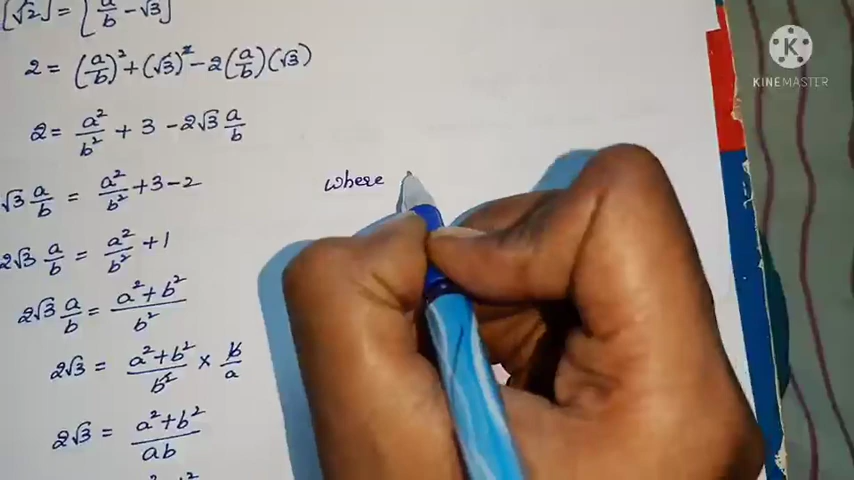 [√2] = [a/b - √3]
2 = (a/b)² + (√3)² - 2(a/b)(√3)
2 = a²/b² + 3 - 2√3 a/b
√3 a/b = a²/b² + 3 - 2
where
2√3 a/b = a²/b² + 1
2√3 a/b = a² + b²/b²
2√3 = a² + b²/b² × b/a
2√3 = a² + b²/ab
KINEMASTER